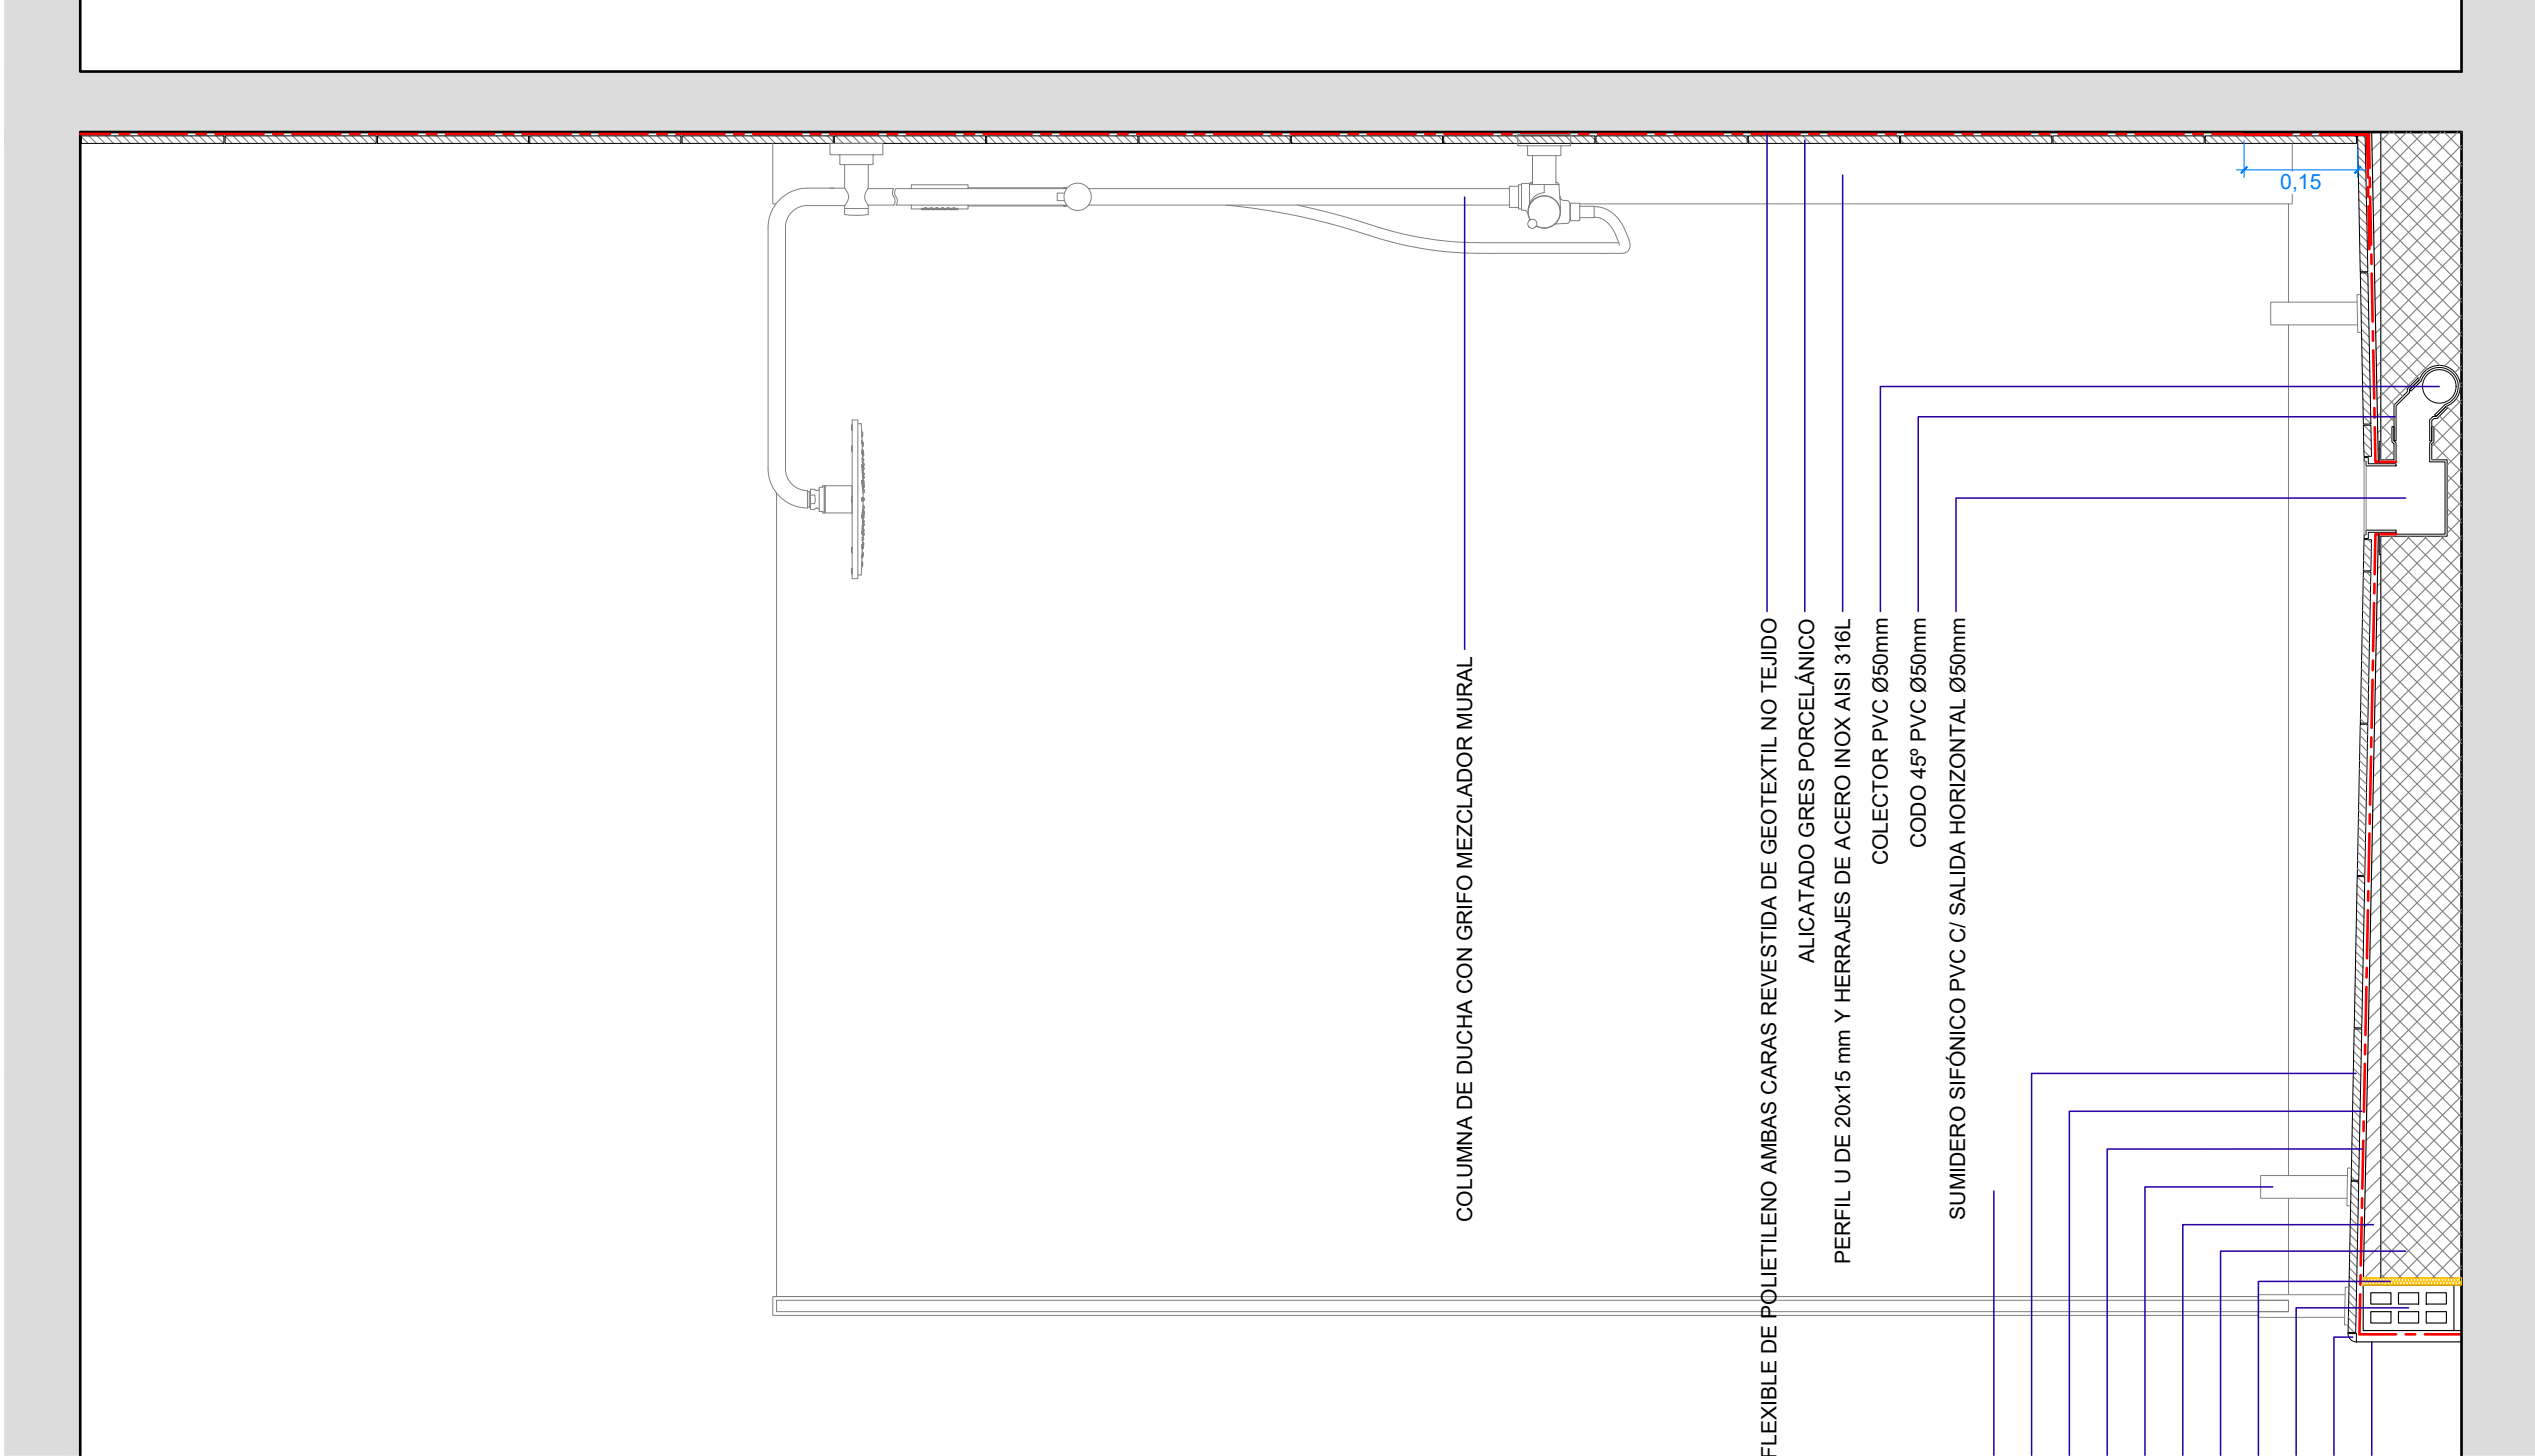 0,15
COLUMNA DE DUCHA CON GRIFO MEZCLADOR MURAL
FLEXIBLE DE POLIETILENO AMBAS CARAS REVESTIDA DE GEOTEXTIL NO TEJIDO
ALICATADO GRES PORCELÁNICO
PERFIL U DE 20x15 mm Y HERRAJES DE ACERO INOX AISI 316L
COLECTOR PVC Ø50mm
CODO 45º PVC Ø50mm
SUMIDERO SIFÓNICO PVC C/ SALIDA HORIZONTAL Ø50mm